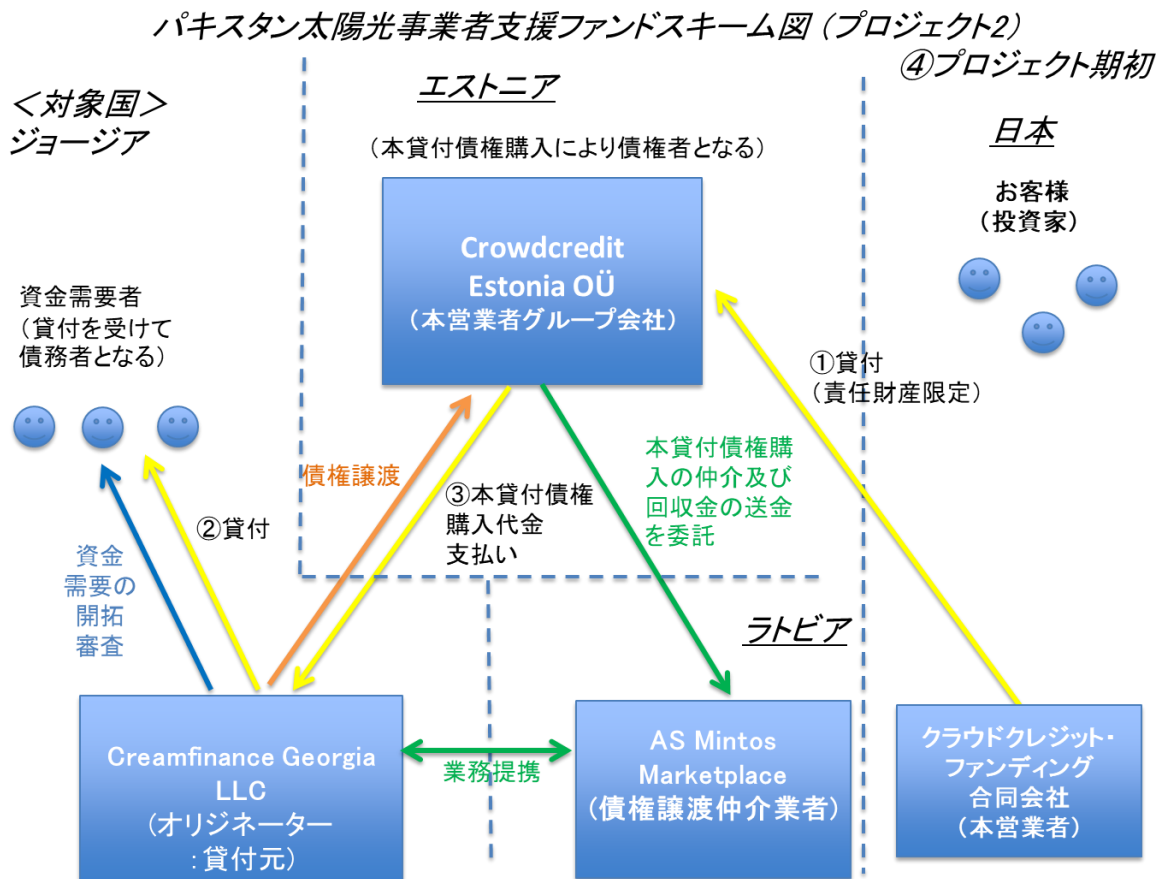 パキスタン太陽光事業者支援ファンドスキーム図（プロジェクト2）
④プロジェクト期初
＜対象国＞
ジョージア
エストニア
（本貸付債権購入により債権者となる）
日本
お客様
（投資家）
Crowdcredit
Estonia OÜ
（本営業者グループ会社）
資金需要者
（貸付を受けて
債務者となる）
①貸付
（責任財産限定）
債権譲渡
③本貸付債権
購入代金
支払い
本貸付債権購
入の仲介及び
回収金の送金
を委託
②貸付
資金
需要の
開拓
審査
ラトビア
Creamfinance Georgia
LLC
（オリジネーター
：貸付元）
業務提携
AS Mintos
Marketplace
（債権譲渡仲介業者）
クラウドクレジット・
ファンディング
合同会社
（本営業者）